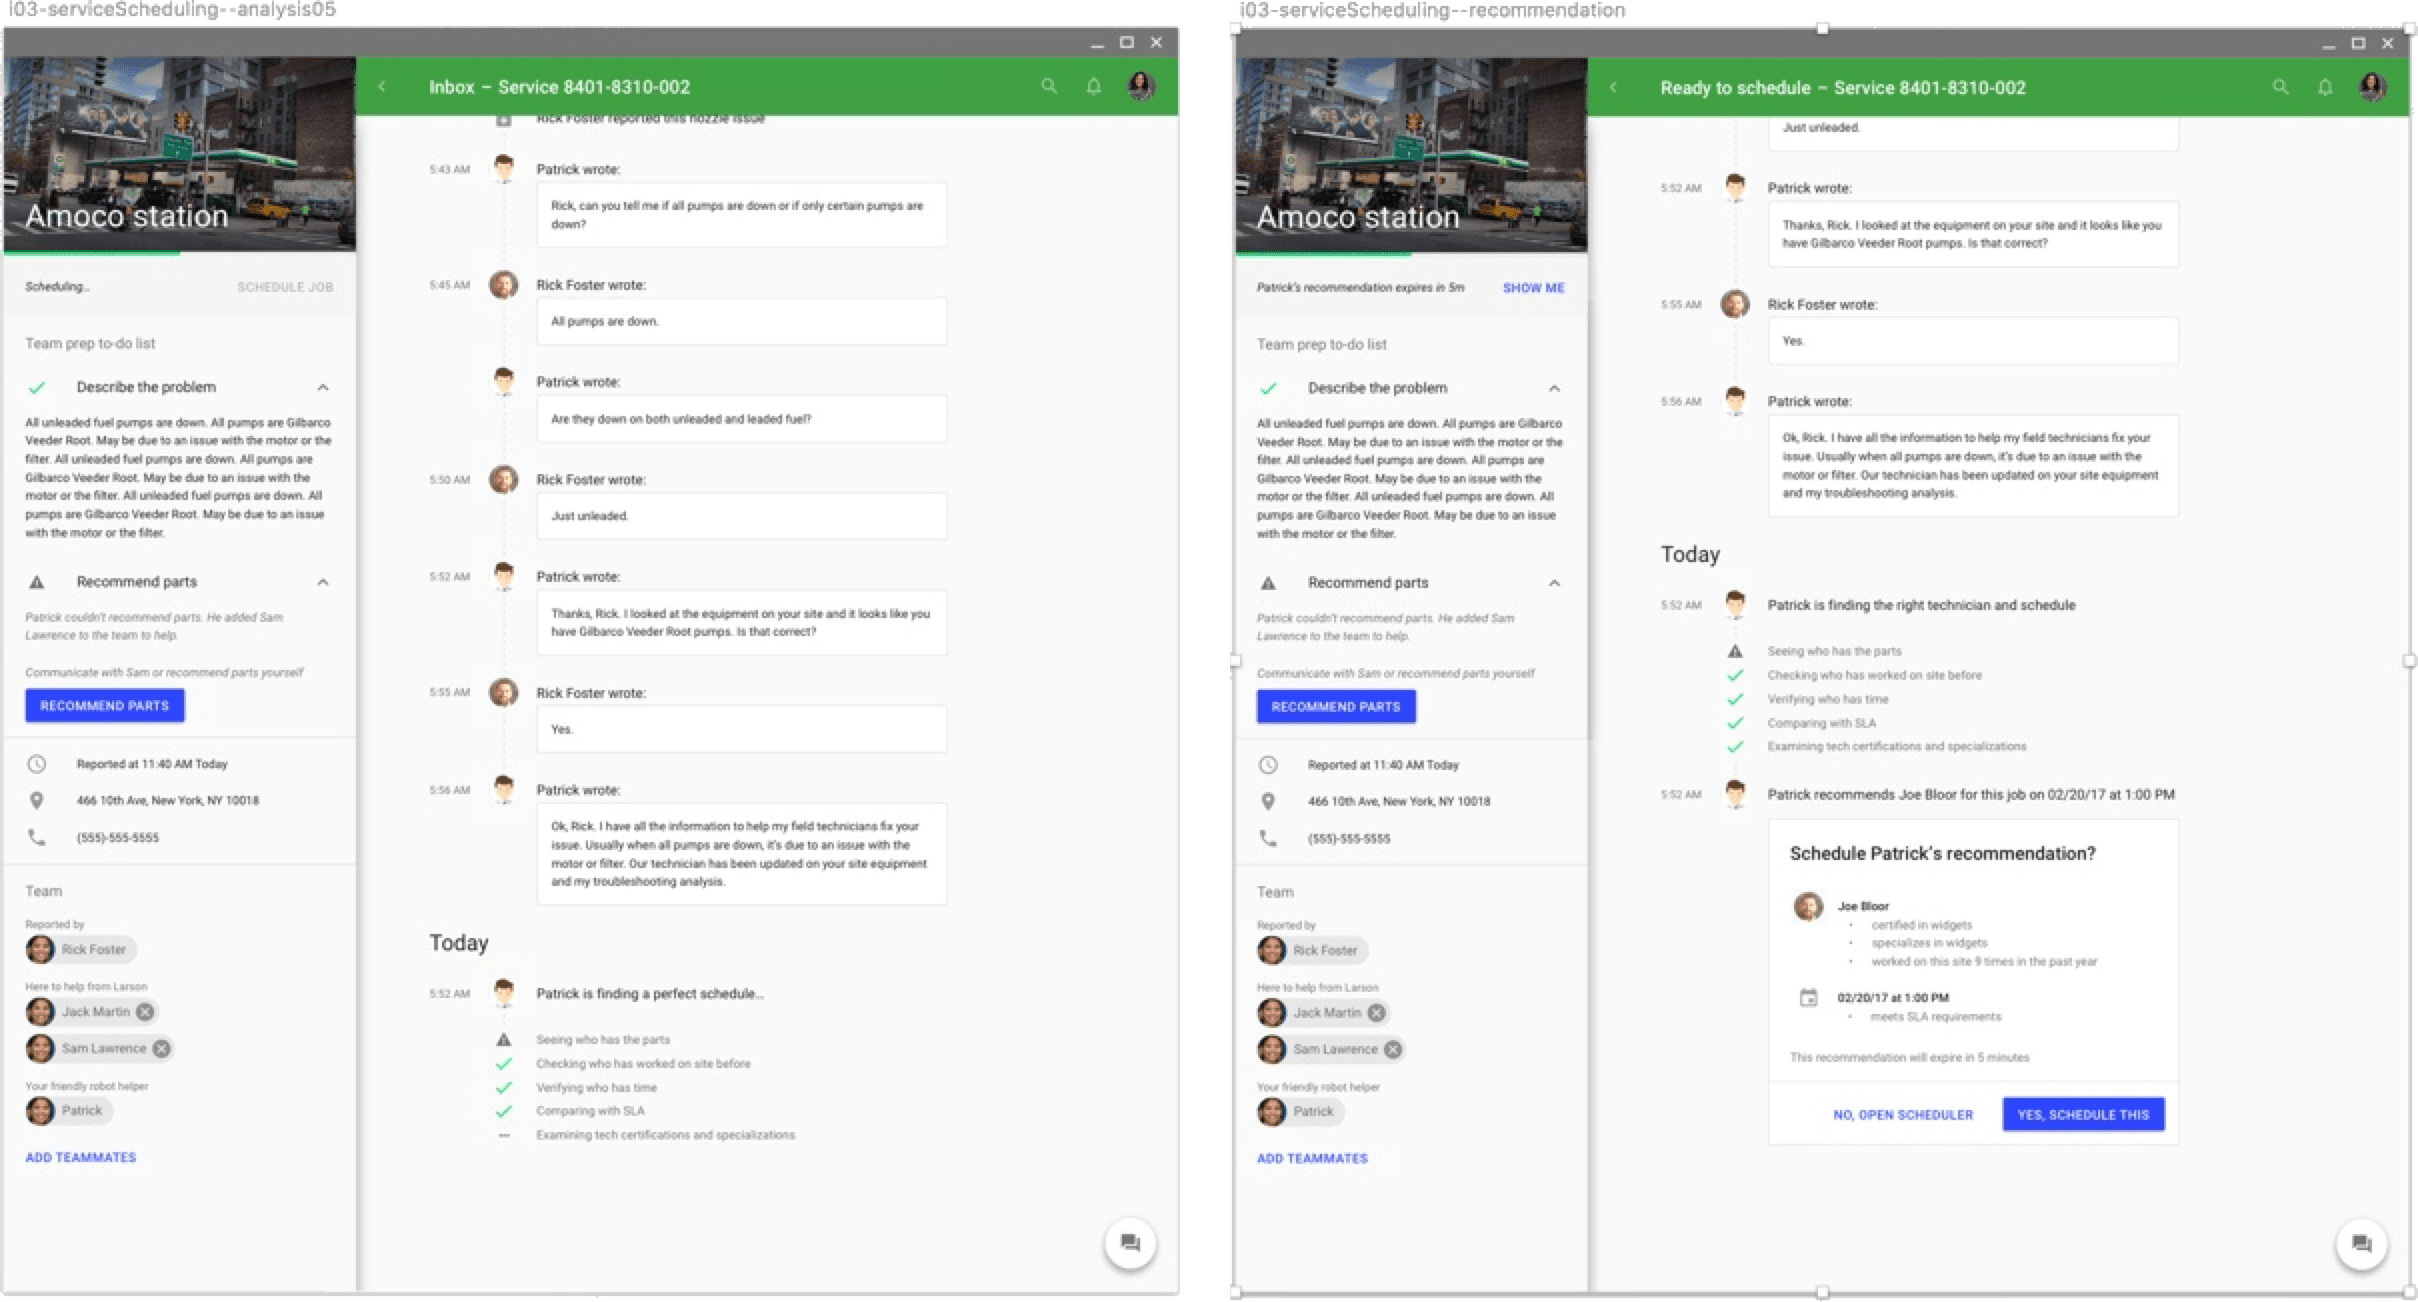 i03-serviceScheduling--analysis05
Amoco station
Scheduling...
SCHEDULE JOB
Team prep to-do list
Describe the problem
All unleaded fuel pumps are down. All pumps are Gilbarco
Veeder Root. May be due to an issue with the motor or the
filter. All unleaded fuel pumps are down. All pumps are
Gilbarco Veeder Root. May be due to an issue with the
motor or the filter. All unleaded fuel pumps are down. All
pumps are Gilbarco Veeder Root. May be due to an issue
with the motor or the filter.
Recommend parts
Patrick couldn't recommend parts. He added Sam
Lawrence to the team to help.
Communicate with Sam or recommend parts yourself
RECOMMEND PARTS
Reported at 11:40 AM Today
466 10th Ave, New York, NY 10018
(555)-555-5555
Team
Reported by
Rick Foster
Here to help from Larson
Jack Martin
Sam Lawrence
Your friendly robot helper
Patrick
ADD TEAMMATES
Inbox – Service 8401-8310-002
Rick Foster reported this nozzle issue
5:43 AM
Patrick wrote:
Rick, can you tell me if all pumps are down or if only certain pumps are
down?
5:45 AM
Rick Foster wrote:
All pumps are down.
Patrick wrote:
Are they down on both unleaded and leaded fuel?
5:50 AM
Rick Foster wrote:
Just unleaded.
5:52 AM
Patrick wrote:
Thanks, Rick. I looked at the equipment on your site and it looks like you
have Gilbarco Veeder Root pumps. Is that correct?
5:55 AM
Rick Foster wrote:
Yes.
5:56 AM
Patrick wrote:
Ok, Rick. I have all the information to help my field technicians fix your
issue. Usually when all pumps are down, it's due to an issue with the
motor or filter. Our technician has been updated on your site equipment
and my troubleshooting analysis.
Today
5:52 AM
Patrick is finding a perfect schedule...
Seeing who has the parts
Checking who has worked on site before
Verifying who has time
Comparing with SLA
Examining tech certifications and specializations
i03-serviceScheduling--recommendation
Amoco station
Patrick's recommendation expires in 5m
SHOW ME
Team prep to-do list
Describe the problem
All unleaded fuel pumps are down. All pumps are Gilbarco
Veeder Root. May be due to an issue with the motor or the
filter. All unleaded fuel pumps are down. All pumps are
Gilbarco Veeder Root. May be due to an issue with the
motor or the filter. All unleaded fuel pumps are down. All
pumps are Gilbarco Veeder Root. May be due to an issue
with the motor or the filter.
Recommend parts
Patrick couldn't recommend parts. He added Sam
Lawrence to the team to help.
Communicate with Sam or recommend parts yourself
RECOMMEND PARTS
Reported at 11:40 AM Today
466 10th Ave, New York, NY 10018
(555)-555-5555
Team
Reported by
Rick Foster
Here to help from Larson
Jack Martin
Sam Lawrence
Your friendly robot helper
Patrick
ADD TEAMMATES
Ready to schedule – Service 8401-8310-002
Just unleaded.
5:52 AM
Patrick wrote:
Thanks, Rick. I looked at the equipment on your site and it looks like you
have Gilbarco Veeder Root pumps. Is that correct?
5:55 AM
Rick Foster wrote:
Yes.
5:56 AM
Patrick wrote:
Ok, Rick. I have all the information to help my field technicians fix your
issue. Usually when all pumps are down, it's due to an issue with the
motor or filter. Our technician has been updated on your site equipment
and my troubleshooting analysis.
Today
5:52 AM
Patrick is finding the right technician and schedule
Seeing who has the parts
Checking who has worked on site before
Verifying who has time
Comparing with SLA
Examining tech certifications and specializations
5:52 AM
Patrick recommends Joe Bloor for this job on 02/20/17 at 1:00 PM
Schedule Patrick's recommendation?
Joe Bloor
• certified in widgets
• specializes in widgets
• worked on this site 9 times in the past year
02/20/17 at 1:00 PM
• meets SLA requirements
This recommendation will expire in 5 minutes
NO, OPEN SCHEDULER
YES, SCHEDULE THIS